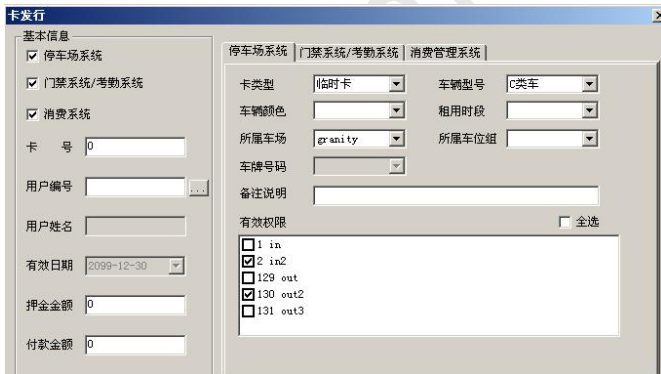 卡发行
基本信息
停车场系统
门禁系统/考勤系统
消费系统
卡 号 0
用户编号 ...
用户姓名
有效日期 2099-12-30
押金金额 0
付款金额 0
停车场系统 门禁系统/考勤系统 消费管理系统
卡类型 临时卡 车辆型号 C类车
车辆颜色 租用时段
所属车场 granity 所属车位组
车牌号码
备注说明
有效权限 全选
1 in
2 in2
129 out
130 out2
131 out3